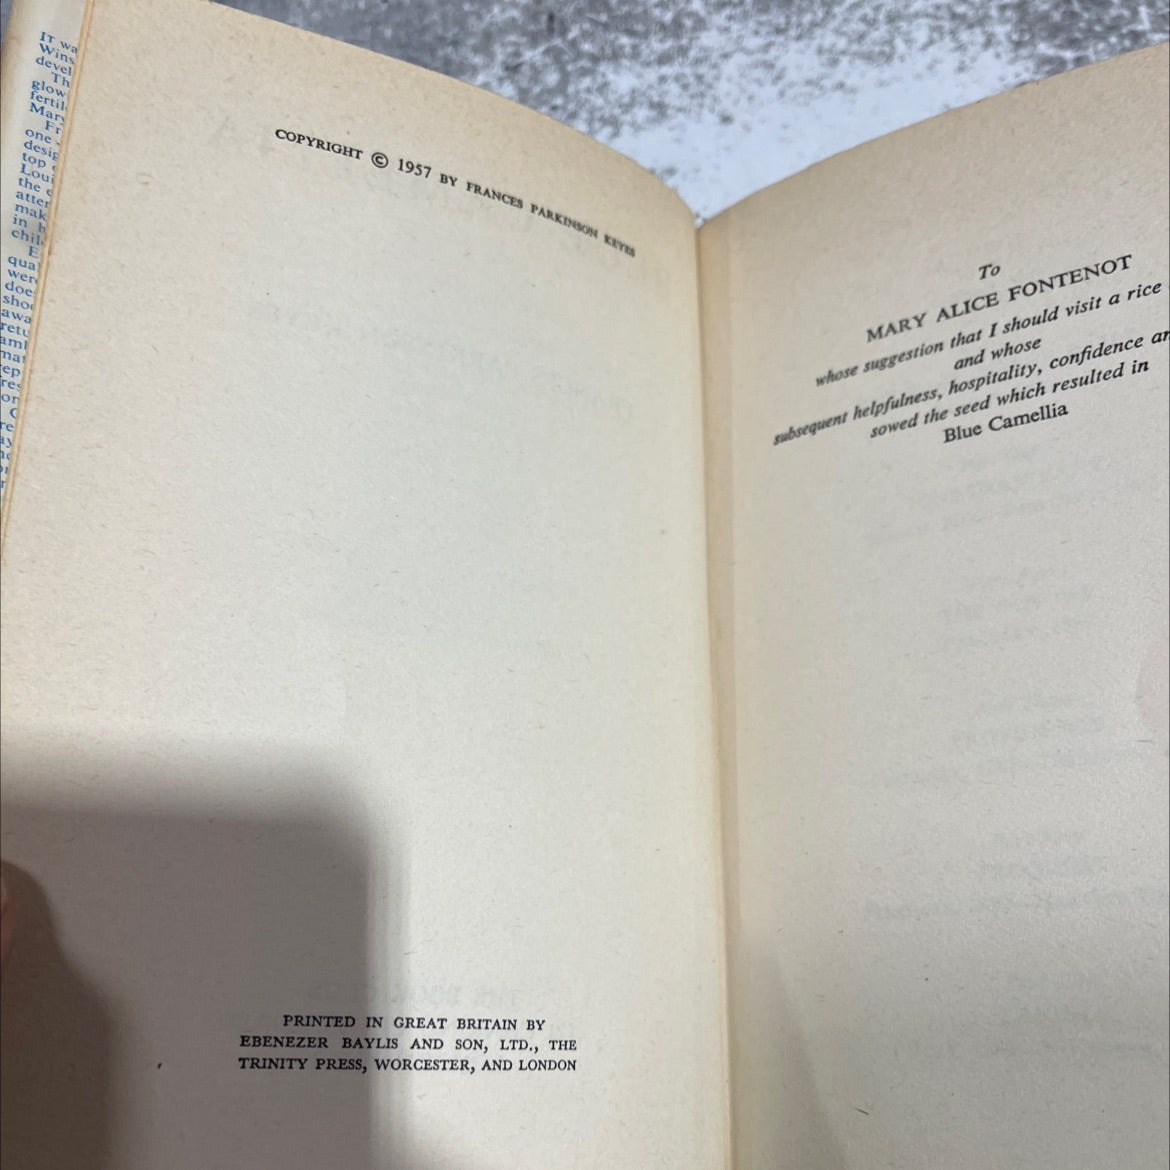 IT
COPYRIGHT © 1957 BY FRANCES PARKINSON KEYES
PRINTED IN GREAT BRITAIN BY
EBENEZER BAYLIS AND SON, LTD., THE
TRINITY PRESS, WORCESTER, AND LONDON
To
MARY ALICE FONTENOT
whose suggestion that I should visit a rice
and whose
subsequent helpfulness, hospitality, confidence
sowed the seed which resulted in
Blue Camellia